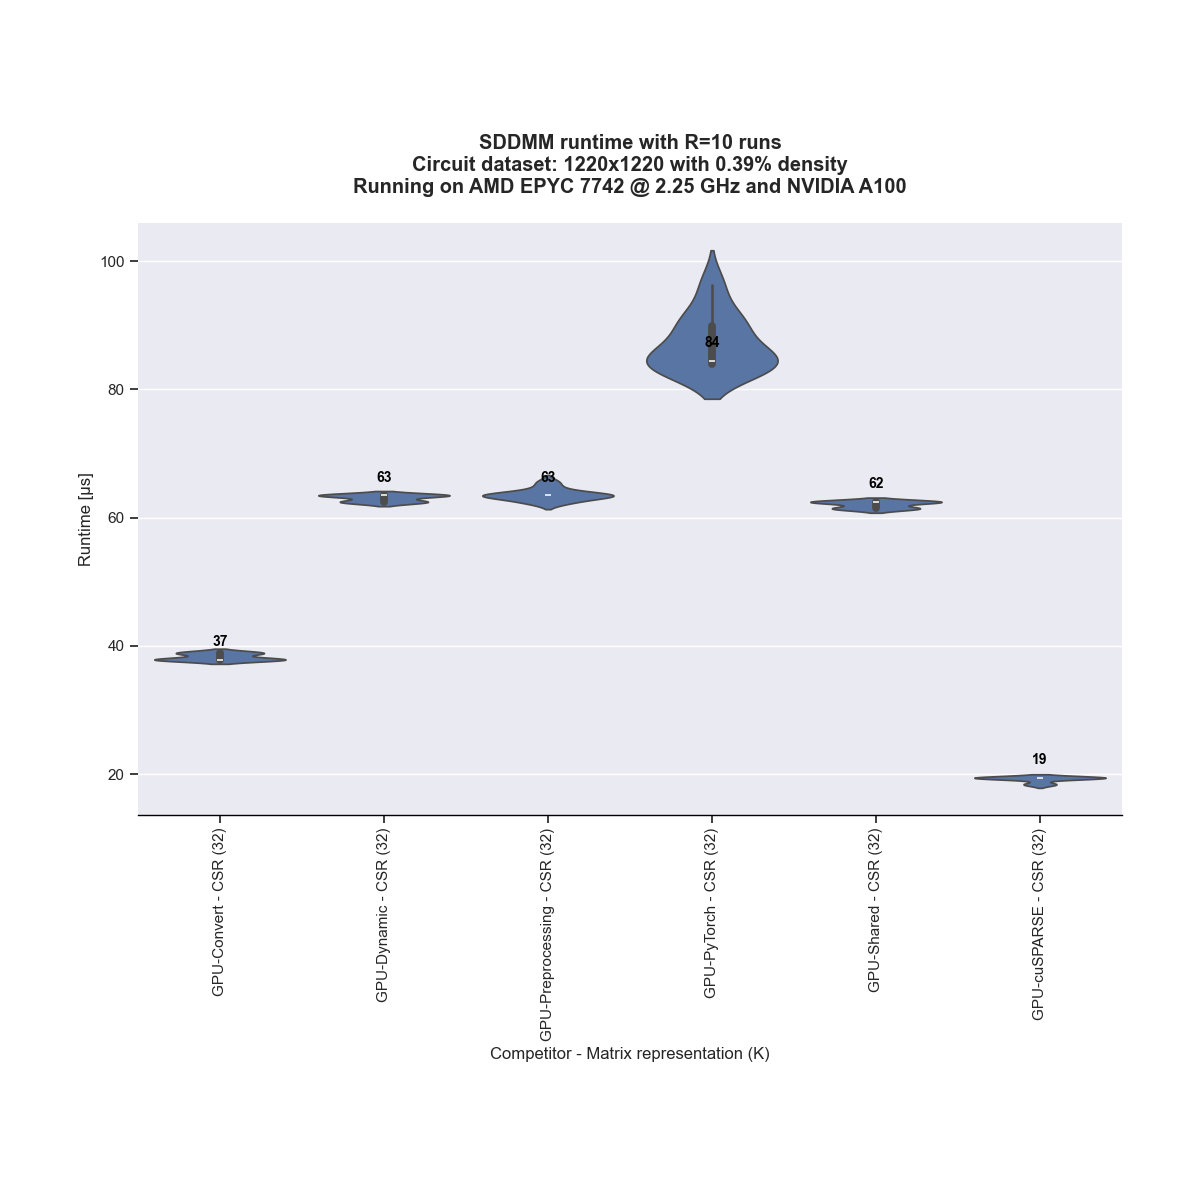 SDDMM runtime with R=10 runs
Circuit dataset: 1220x1220 with 0.39% density
Running on AMD EPYC 7742 @ 2.25 GHz and NVIDIA A100
Runtime [µs]
100
80
60
40
20
37
63
63
84
62
19
GPU-Convert - CSR (32)
GPU-Dynamic - CSR (32)
GPU-Preprocessing - CSR (32)
GPU-PyTorch - CSR (32)
GPU-Shared - CSR (32)
GPU-cuSPARSE - CSR (32)
Competitor - Matrix representation (K)